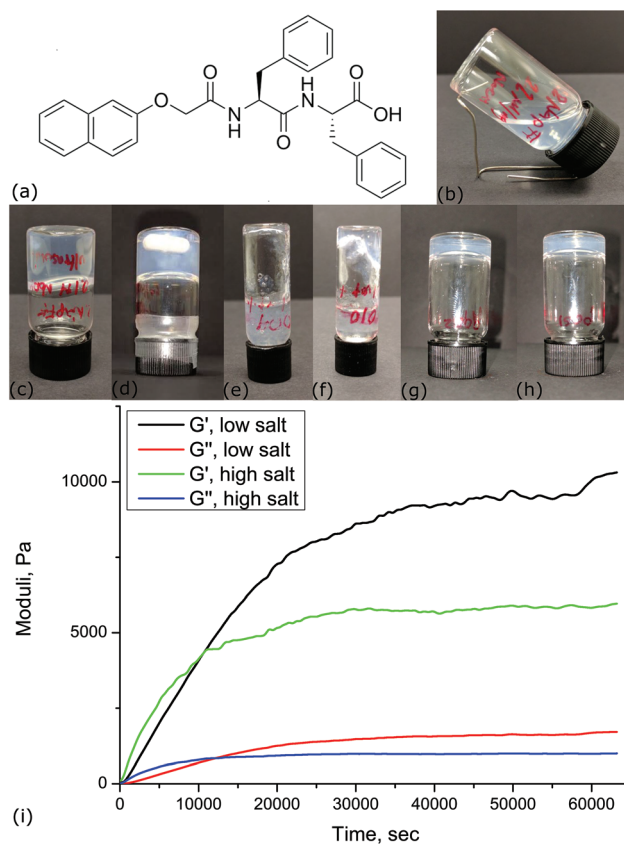 O
O
H
N
O
OH
N
H
O
(a)
(b)
(c)
(d)
(e)
(f)
(g)
(h)
G', low salt
G'', low salt
G', high salt
G'', high salt
10000
5000
0
Moduli, Pa
0 10000 20000 30000 40000 50000 60000
Time, sec
(i)